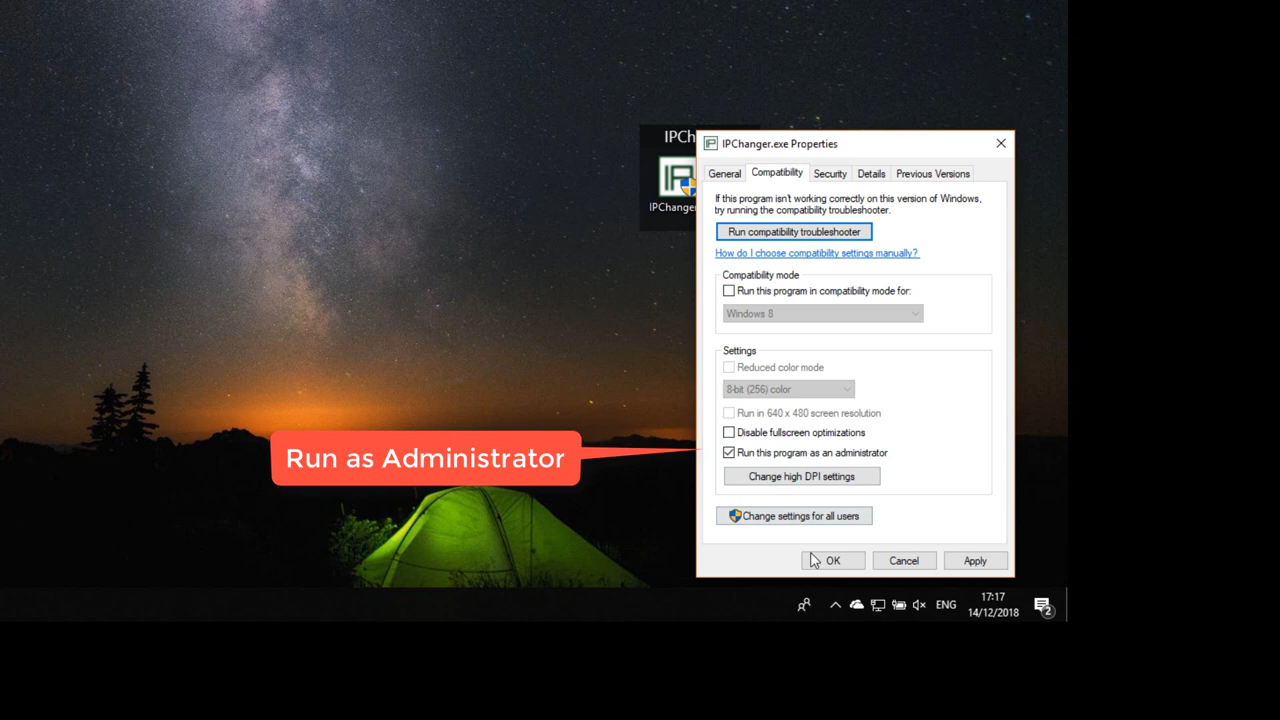 IPCh
IPChanger
IPChanger.exe Properties
General Compatibility Security Details Previous Versions
If this program isn't working correctly on this version of Windows,
try running the compatibility troubleshooter.
Run compatibility troubleshooter
How do I choose compatibility settings manually?
Compatibility mode
Run this program in compatibility mode for:
Windows 8
Settings
Reduced color mode
8-bit (256) color
Run in 640 x 480 screen resolution
Disable fullscreen optimizations
Run this program as an administrator
Change high DPI settings
Change settings for all users
OK Cancel Apply
Run as Administrator
ENG
17:17
14/12/2018
2